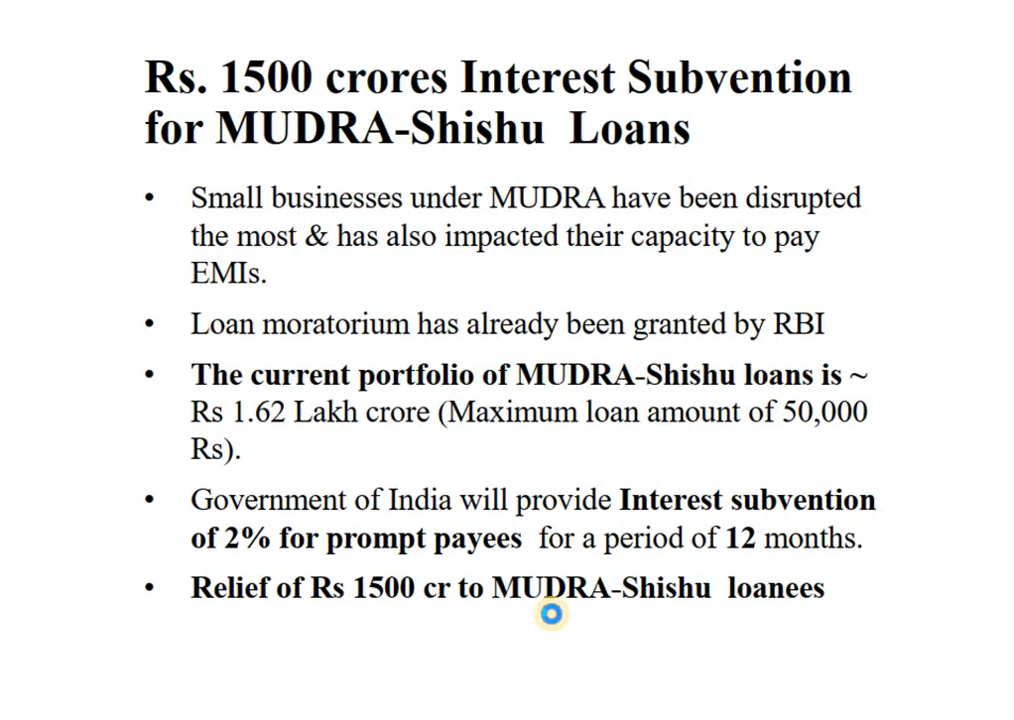 Rs. 1500 crores Interest Subvention
for MUDRA-Shishu Loans
• Small businesses under MUDRA have been disrupted
the most & has also impacted their capacity to pay
EMIs.
• Loan moratorium has already been granted by RBI
• The current portfolio of MUDRA-Shishu loans is ~
Rs 1.62 Lakh crore (Maximum loan amount of 50,000
Rs).
• Government of India will provide Interest subvention
of 2% for prompt payees for a period of 12 months.
• Relief of Rs 1500 cr to MUDRA-Shishu loanees